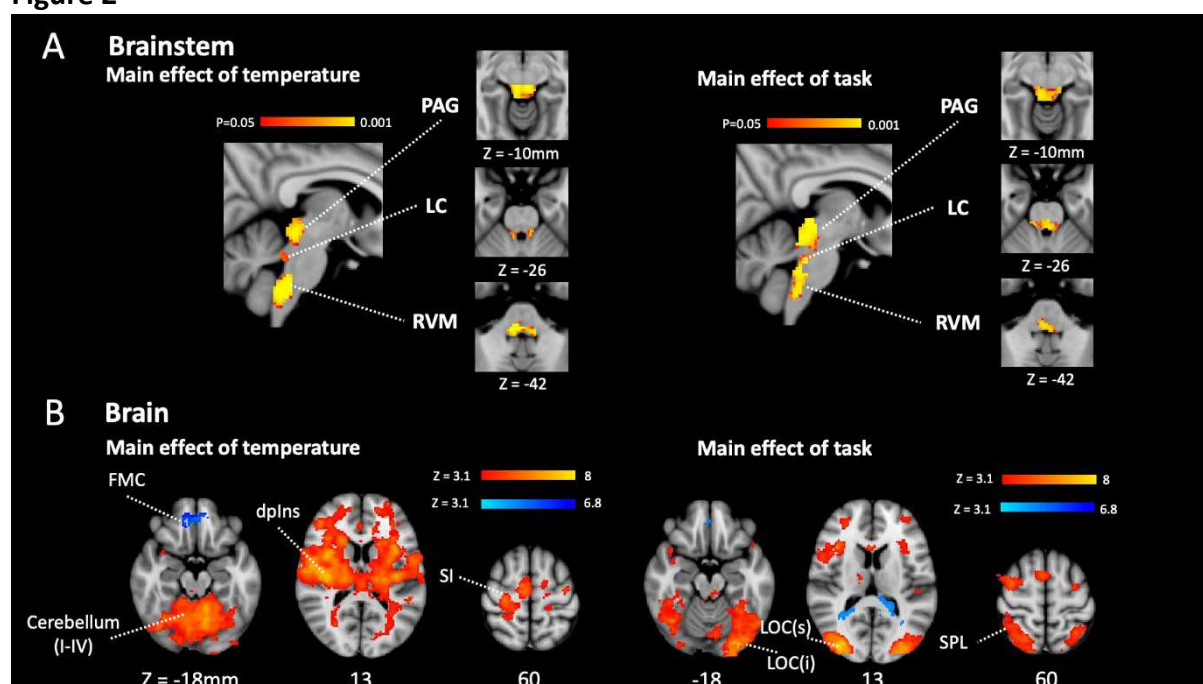 Figure 2
A Brainstem
Main effect of temperature
PAG
P=0.05 0.001
Z = -10mm
LC
Z = -26
RVM
Z = -42
Main effect of task
PAG
P=0.05 0.001
Z = -10mm
LC
Z = -26
RVM
Z = -42
B Brain
Main effect of temperature
FMC
Z = 3.1 8
Z = 3.1 6.8
dpIns
SI
Cerebellum
(I-IV)
Z = -18mm 13 60
Main effect of task
Z = 3.1 8
Z = 3.1 6.8
LOC(s)
LOC(i)
SPL
-18 13 60